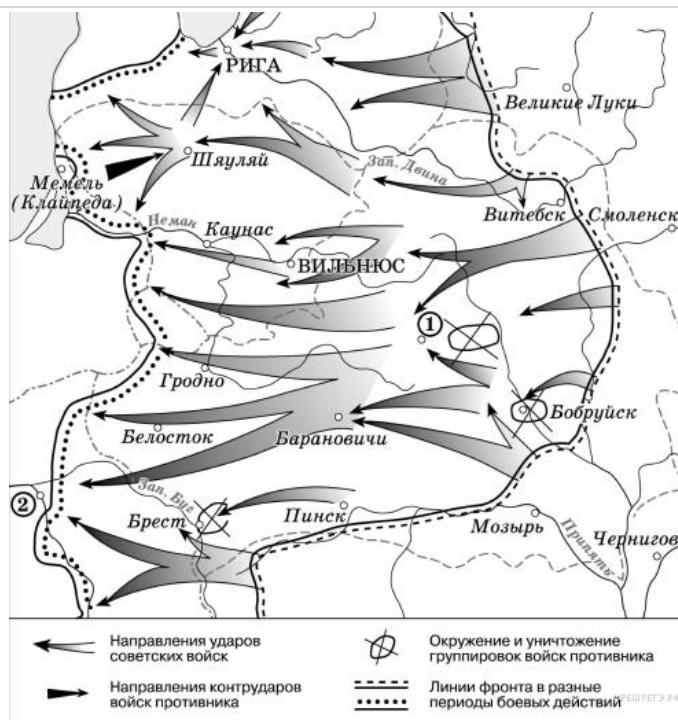 РИГА
Великие Луки
Шяуляй
Зап. Двина
Мемель
(Клайпеда)
Неман
Витебск
Смоленск
Каунас
ВИЛЬНЮС
1
Гродно
Бобруйск
Белосток
Барановичи
2
Зап. Буг
Брест
Пинск
Мозырь
Припять
Чернигов
Направления ударов
советских войск
Окружение и уничтожение
группировок войск противника
Направления контрударов
войск противника
Линии фронта в разные
периоды боевых действий
РЕШУЕГЭ.РФ